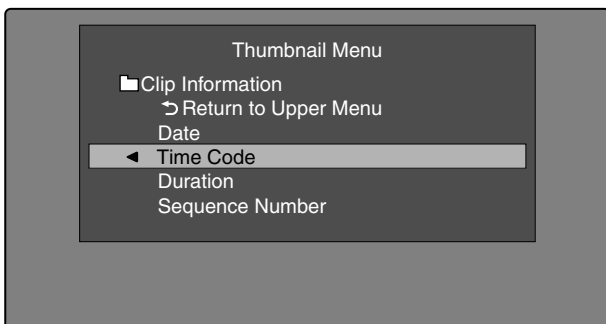 Thumbnail Menu
Clip Information
Return to Upper Menu
Date
Time Code
Duration
Sequence Number